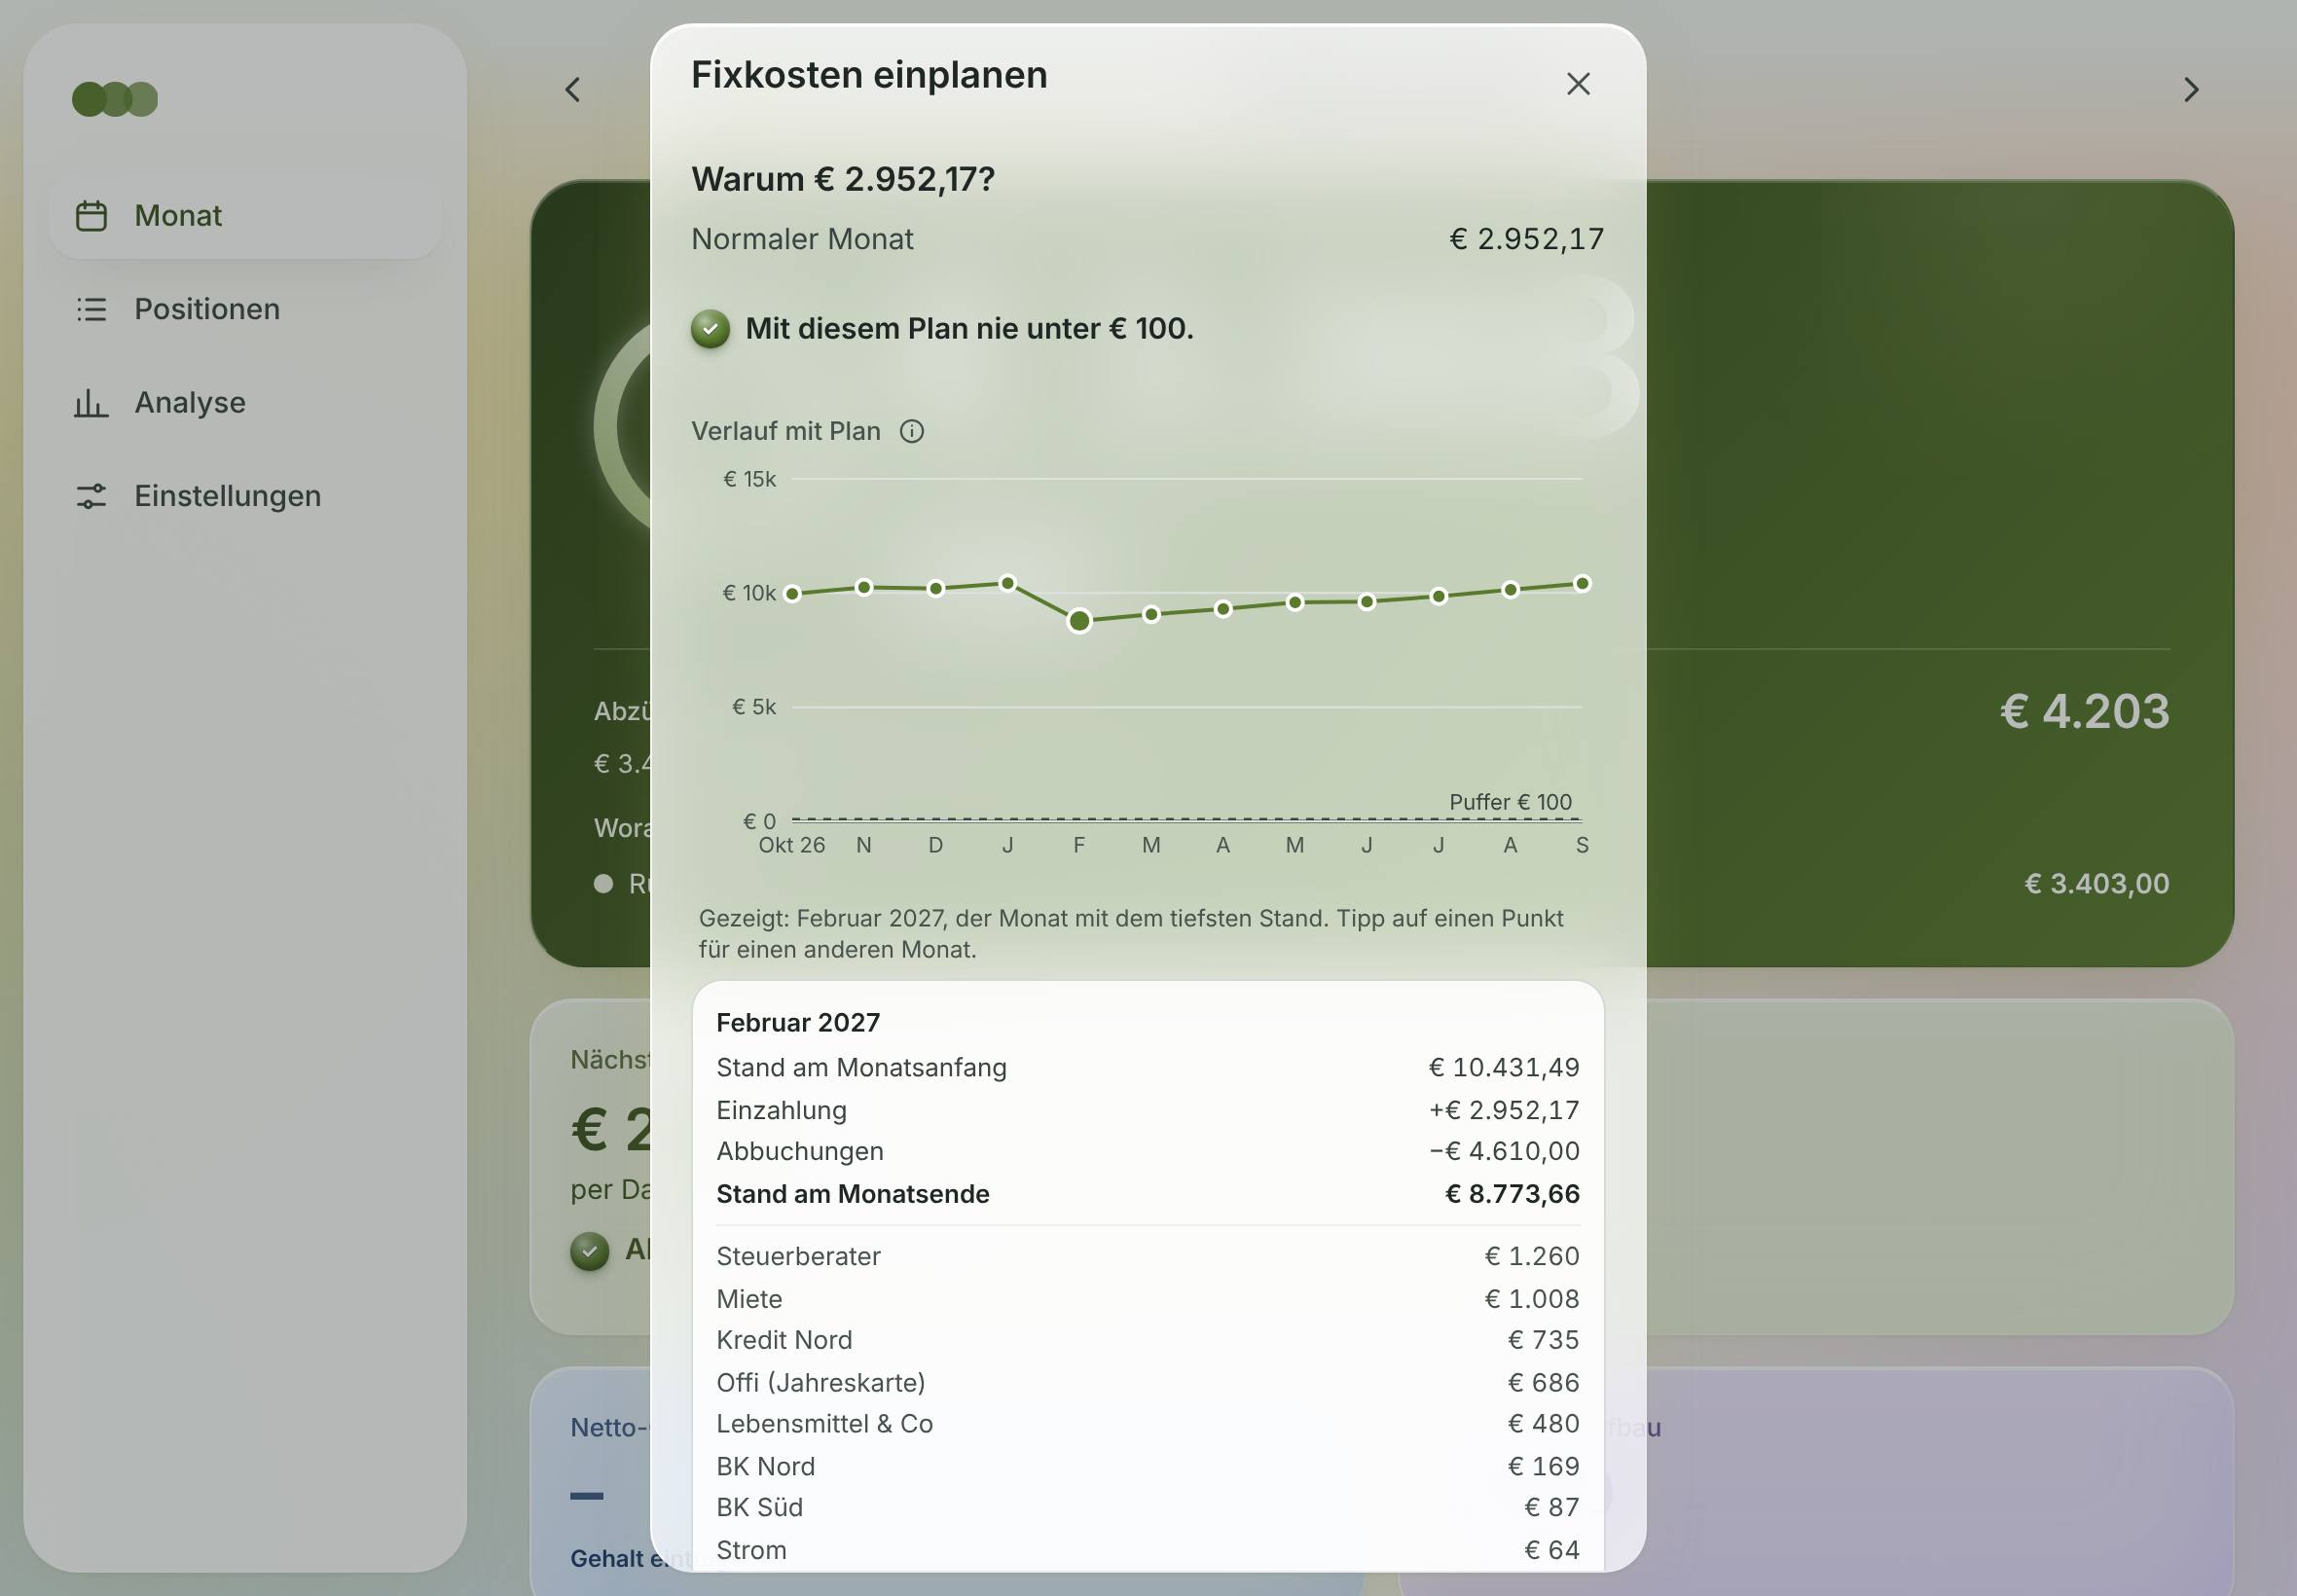 Monat
Positionen
Analyse
Einstellungen
Fixkosten einplanen
Warum € 2.952,17?
Normaler Monat € 2.952,17
Mit diesem Plan nie unter € 100.
Verlauf mit Plan
€ 15k
€ 10k
€ 5k
Puffer € 100
€ 0
Okt 26 N D J F M A M J J A S
Gezeigt: Februar 2027, der Monat mit dem tiefsten Stand. Tipp auf einen Punkt
für einen anderen Monat.
Februar 2027
Stand am Monatsanfang € 10.431,49
Einzahlung +€ 2.952,17
Abbuchungen −€ 4.610,00
Stand am Monatsende € 8.773,66
Steuerberater € 1.260
Miete € 1.008
Kredit Nord € 735
Offi (Jahreskarte) € 686
Lebensmittel & Co € 480
BK Nord € 169
BK Süd € 87
Strom € 64
€ 4.203
€ 3.403,00
€ 2
per Da
Netto-
Gehalt